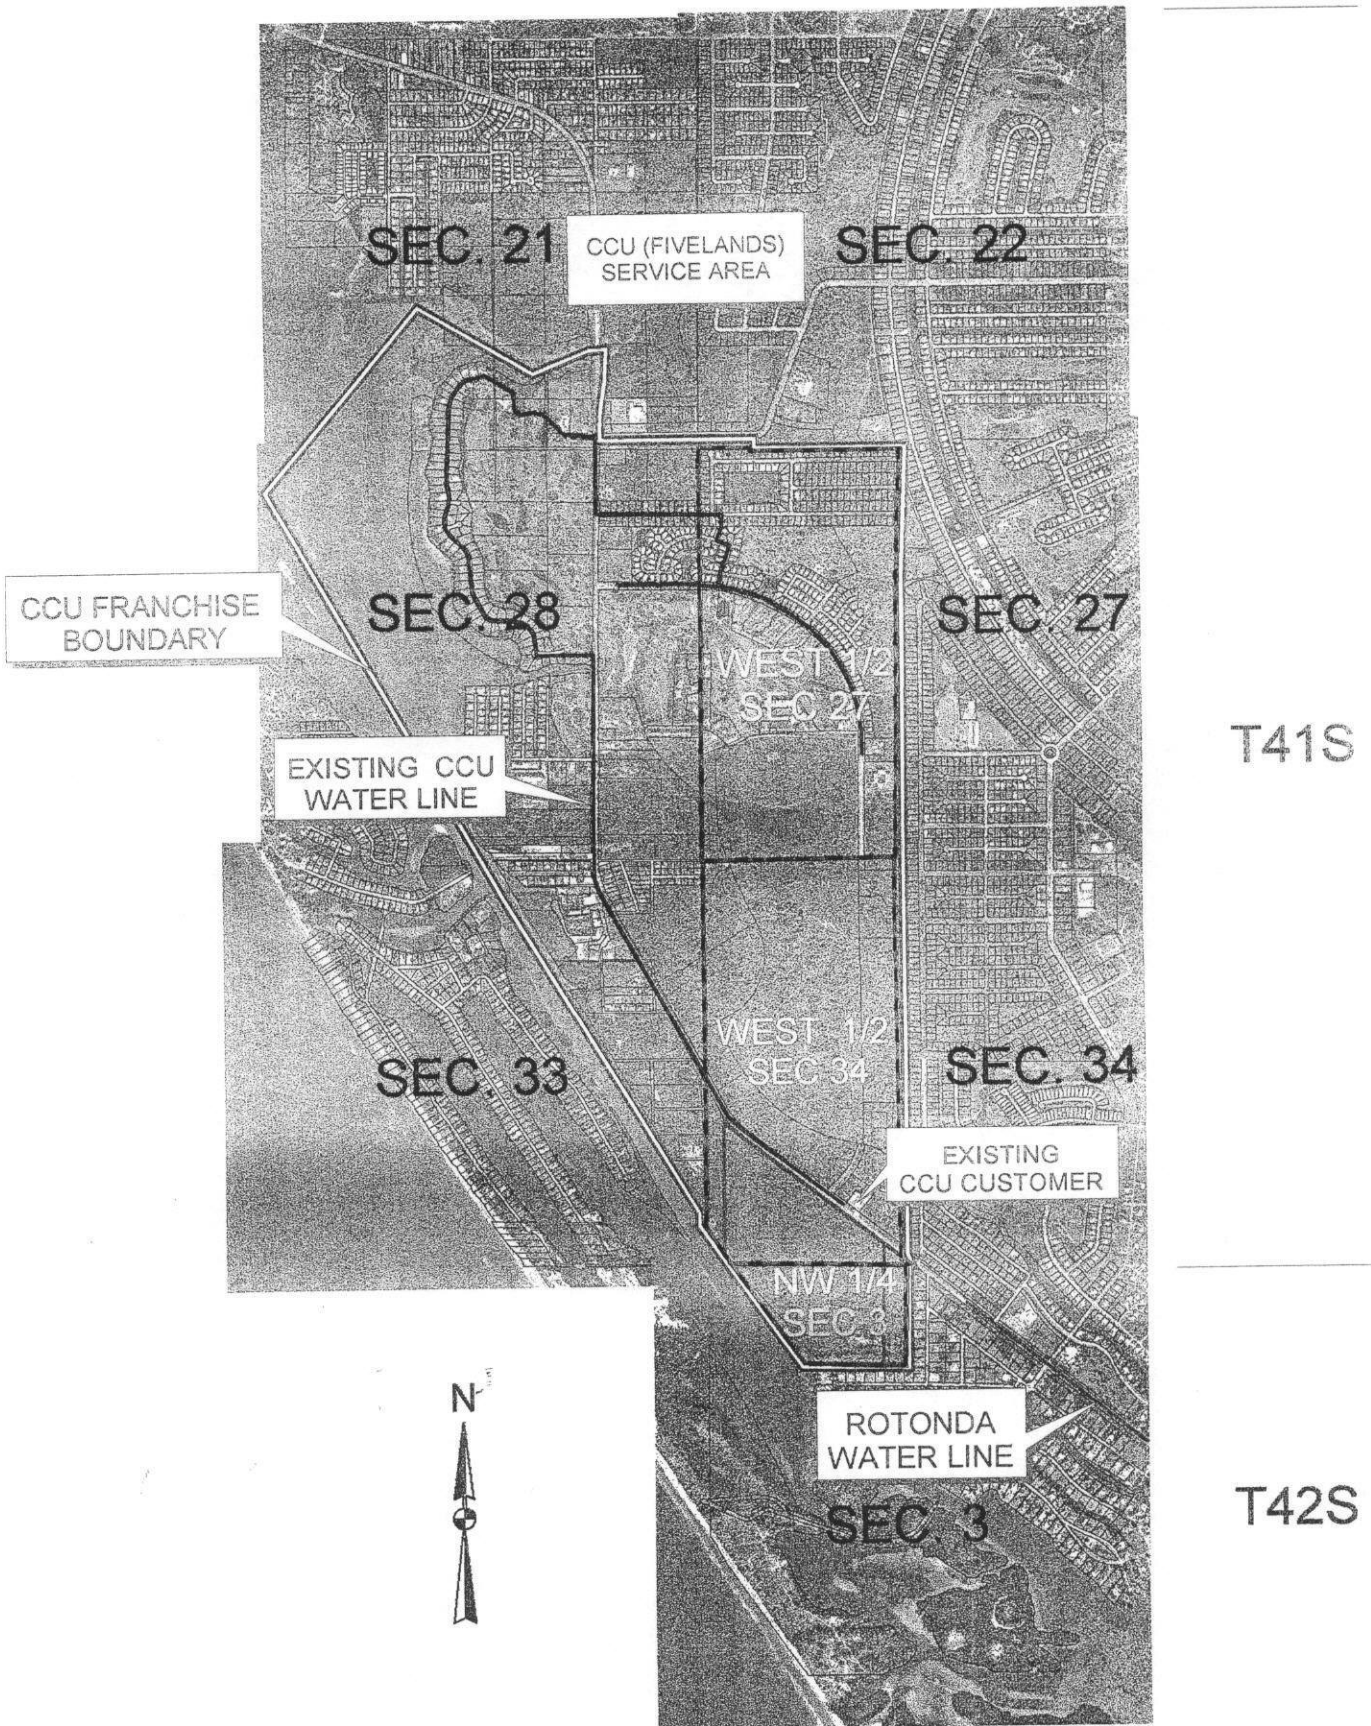 SEC. 21
CCU (FIVELANDS)
SERVICE AREA
SEC. 22
CCU FRANCHISE
BOUNDARY
SEC. 28
SEC. 27
WEST 1/2
SEC 27
T41S
EXISTING CCU
WATER LINE
WEST 1/2
SEC 34
SEC. 33
SEC. 34
EXISTING
CCU CUSTOMER
NW 1/4
SEC 3
N
ROTONDA
WATER LINE
SEC. 3
T42S